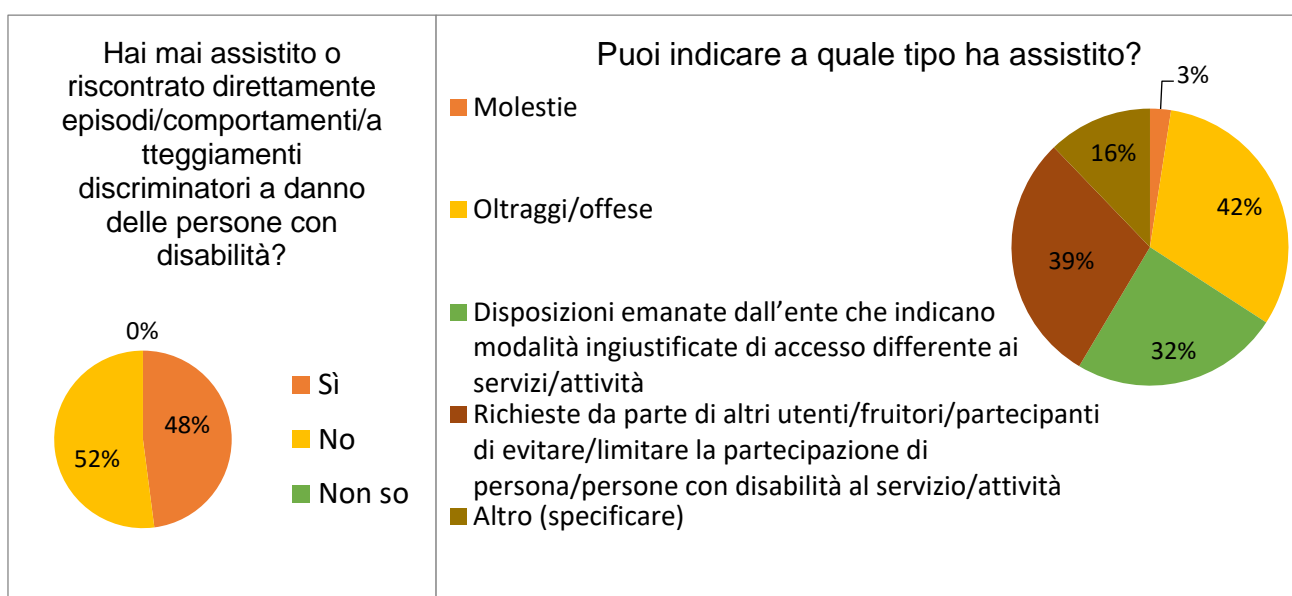 Hai mai assistito o
riscontrato direttamente
episodi/comportamenti/a
tteggiamenti
discriminatori a danno
delle persone con
disabilità?
0%
48%
52%
Sì
No
Non so
Puoi indicare a quale tipo ha assistito?
Molestie
Oltraggi/offese
Disposizioni emanate dall’ente che indicano
modalità ingiustificate di accesso differente ai
servizi/attività
Richieste da parte di altri utenti/fruitori/partecipanti
di evitare/limitare la partecipazione di
persona/persone con disabilità al servizio/attività
Altro (specificare)
3%
16%
42%
39%
32%